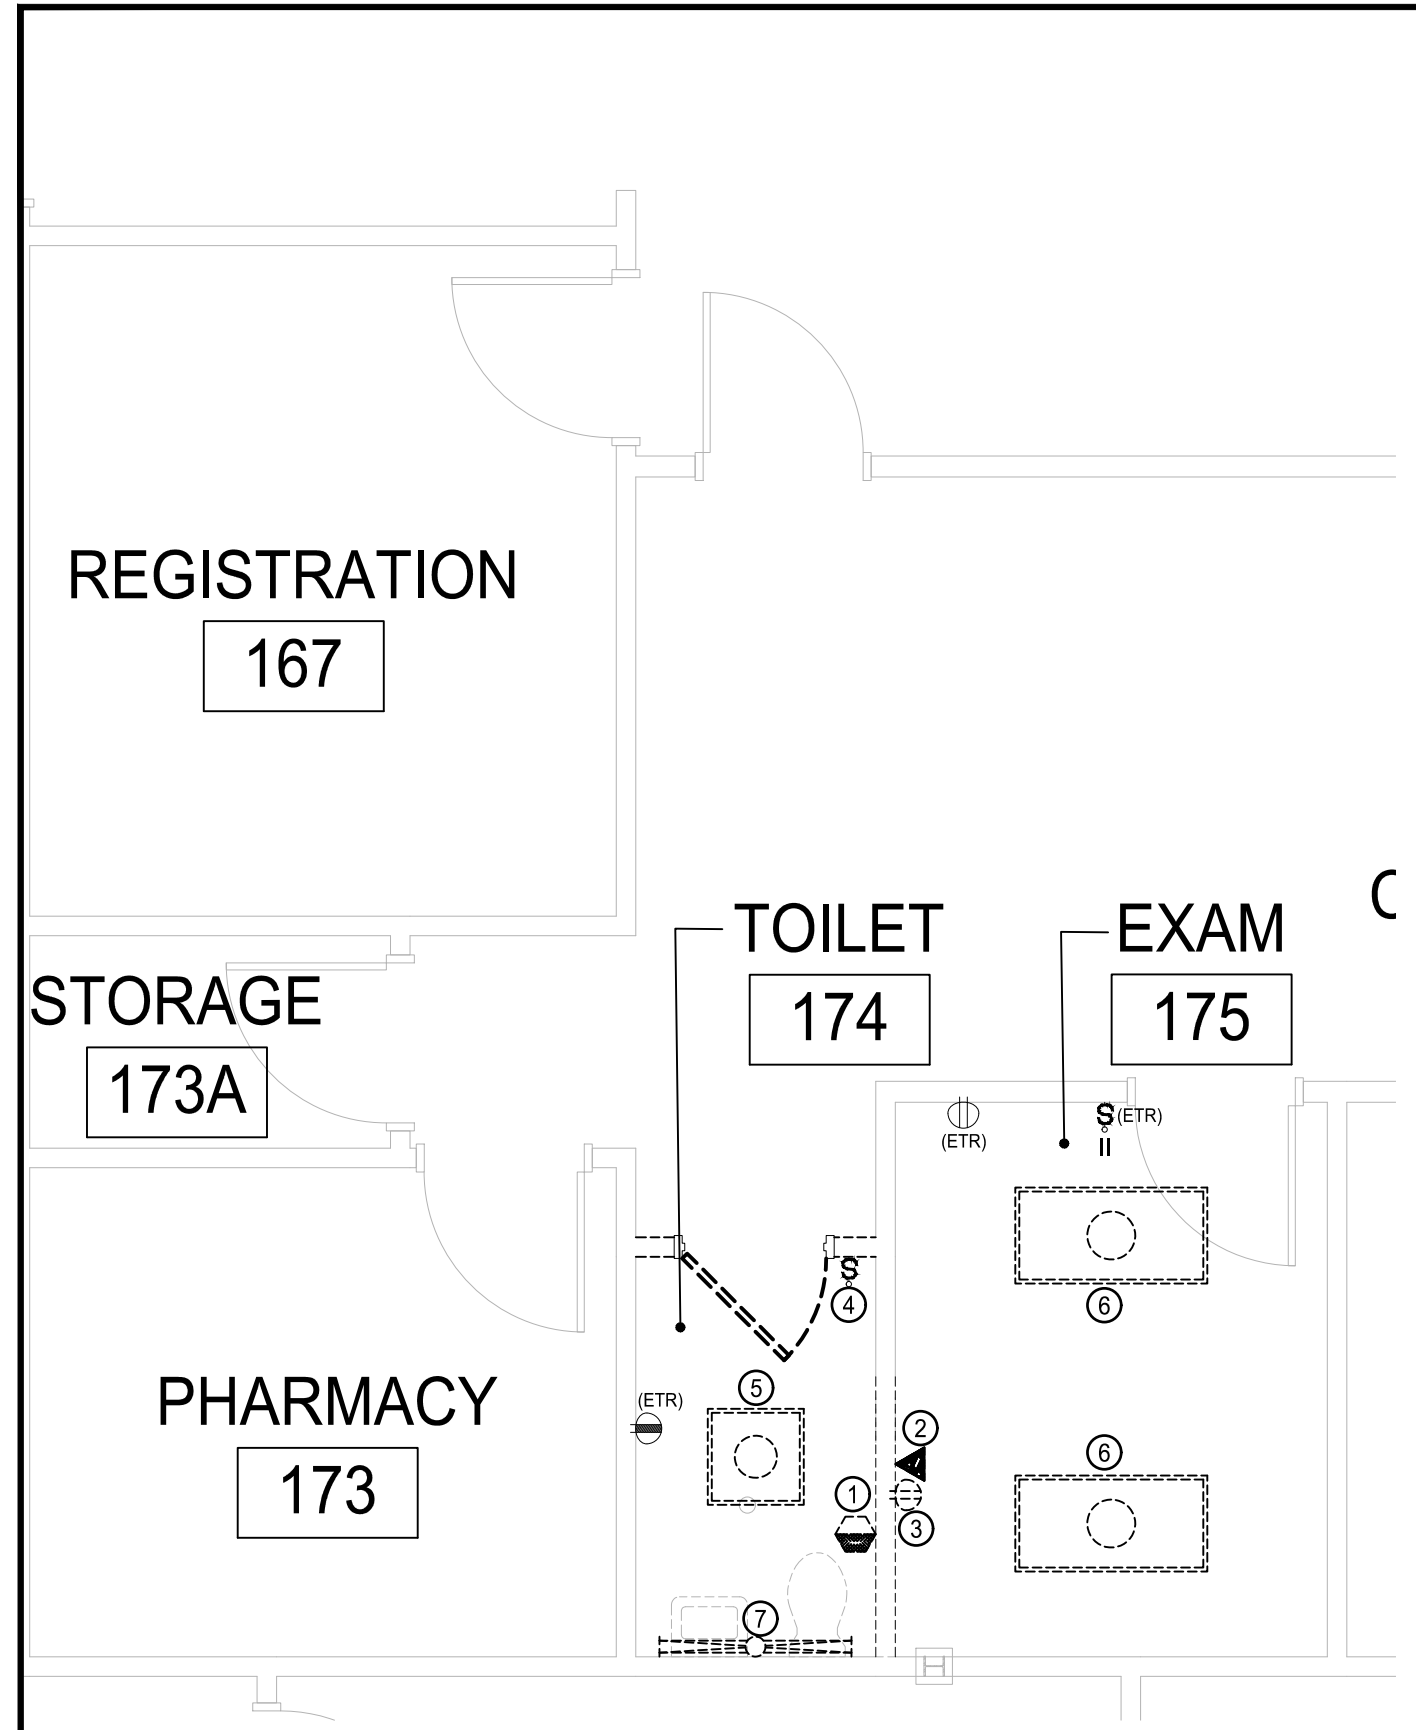 REGISTRATION
167
TOILET
174
EXAM
175
STORAGE
173A
(ETR)
S (ETR)
S
4
6
PHARMACY
173
(ETR)
5
2
6
1
3
7